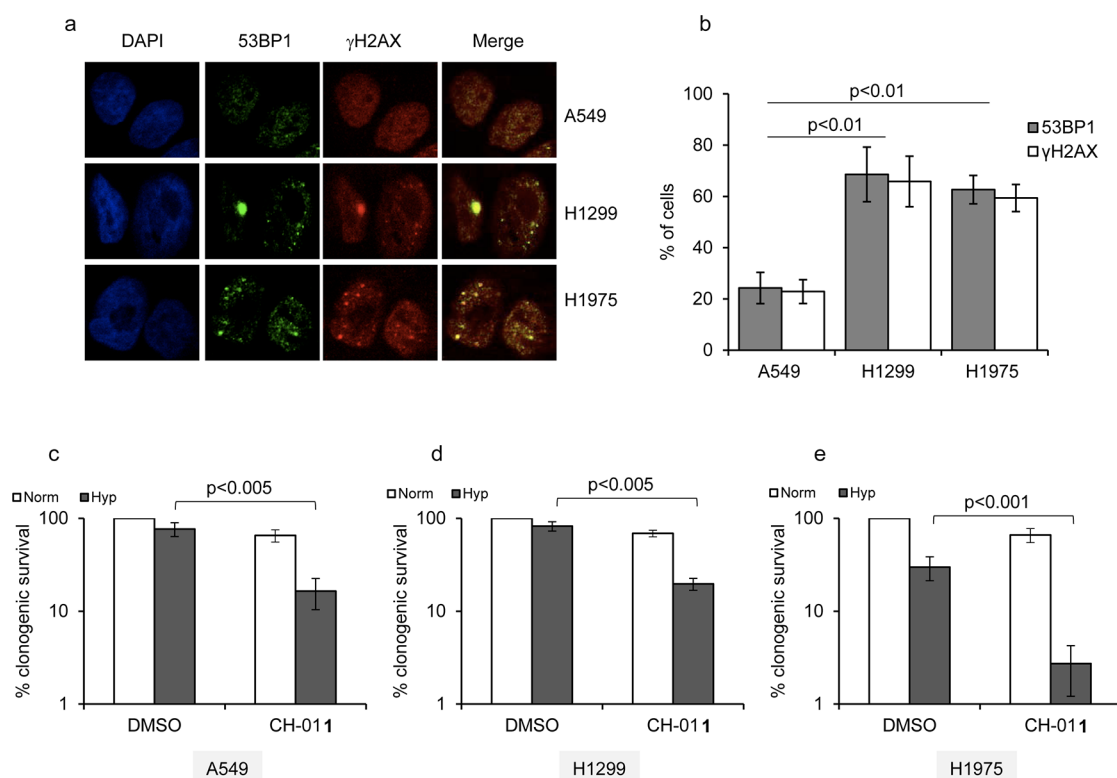 a
DAPI 53BP1 γH2AX Merge
A549
H1299
H1975
b
100
80
60
40
20
0
% of cells
p<0.01
p<0.01
53BP1
γH2AX
A549 H1299 H1975
c
Norm Hyp
p<0.005
100
10
1
% clonogenic survival
DMSO CH-011
A549
d
Norm Hyp
p<0.005
100
10
1
% clonogenic survival
DMSO CH-011
H1299
e
Norm Hyp
p<0.001
100
10
1
% clonogenic survival
DMSO CH-011
H1975